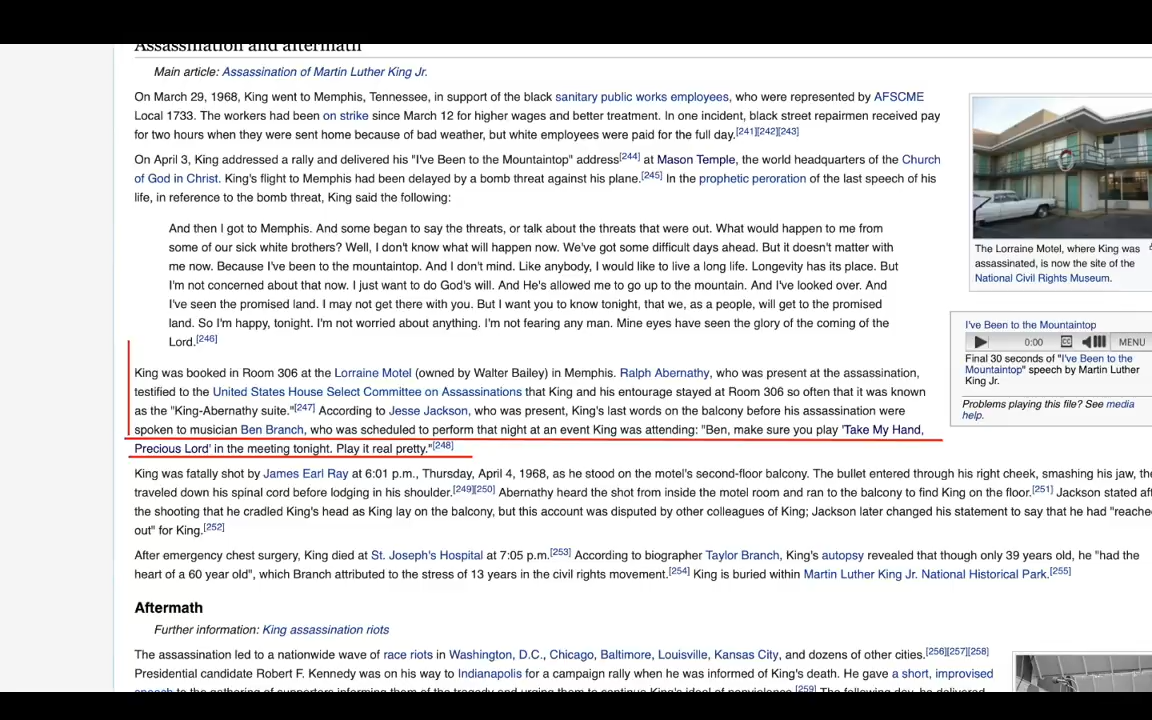 Assassination and aftermath
Main article: Assassination of Martin Luther King Jr.
On March 29, 1968, King went to Memphis, Tennessee, in support of the black sanitary public works employees, who were represented by AFSCME
Local 1733. The workers had been on strike since March 12 for higher wages and better treatment. In one incident, black street repairmen received pay
for two hours when they were sent home because of bad weather, but white employees were paid for the full day.[241][242][243]
On April 3, King addressed a rally and delivered his "I've Been to the Mountaintop" address[244] at Mason Temple, the world headquarters of the Church
of God in Christ. King's flight to Memphis had been delayed by a bomb threat against his plane.[245] In the prophetic peroration of the last speech of his
life, in reference to the bomb threat, King said the following:
And then I got to Memphis. And some began to say the threats, or talk about the threats that were out. What would happen to me from
some of our sick white brothers? Well, I don't know what will happen now. We've got some difficult days ahead. But it doesn't matter with
me now. Because I've been to the mountaintop. And I don't mind. Like anybody, I would like to live a long life. Longevity has its place. But
I'm not concerned about that now. I just want to do God's will. And He's allowed me to go up to the mountain. And I've looked over. And
I've seen the promised land. I may not get there with you. But I want you to know tonight, that we, as a people, will get to the promised
land. So I'm happy, tonight. I'm not worried about anything. I'm not fearing any man. Mine eyes have seen the glory of the coming of the
Lord.[246]
The Lorraine Motel, where King was
assassinated, is now the site of the
National Civil Rights Museum.
I've Been to the Mountaintop
0:00 CC MENU
Final 30 seconds of "I've Been to the
Mountaintop" speech by Martin Luther
King Jr.
Problems playing this file? See media
help.
King was booked in Room 306 at the Lorraine Motel (owned by Walter Bailey) in Memphis. Ralph Abernathy, who was present at the assassination,
testified to the United States House Select Committee on Assassinations that King and his entourage stayed at Room 306 so often that it was known
as the "King-Abernathy suite."[247] According to Jesse Jackson, who was present, King's last words on the balcony before his assassination were
spoken to musician Ben Branch, who was scheduled to perform that night at an event King was attending: "Ben, make sure you play 'Take My Hand,
Precious Lord' in the meeting tonight. Play it real pretty."[248]
King was fatally shot by James Earl Ray at 6:01 p.m., Thursday, April 4, 1968, as he stood on the motel's second-floor balcony. The bullet entered through his right cheek, smashing his jaw, the
traveled down his spinal cord before lodging in his shoulder.[249][250] Abernathy heard the shot from inside the motel room and ran to the balcony to find King on the floor.[251] Jackson stated aft
the shooting that he cradled King's head as King lay on the balcony, but this account was disputed by other colleagues of King; Jackson later changed his statement to say that he had "reache
out" for King.[252]
After emergency chest surgery, King died at St. Joseph's Hospital at 7:05 p.m.[253] According to biographer Taylor Branch, King's autopsy revealed that though only 39 years old, he "had the
heart of a 60 year old", which Branch attributed to the stress of 13 years in the civil rights movement.[254] King is buried within Martin Luther King Jr. National Historical Park.[255]
Aftermath
Further information: King assassination riots
The assassination led to a nationwide wave of race riots in Washington, D.C., Chicago, Baltimore, Louisville, Kansas City, and dozens of other cities.[256][257][258]
Presidential candidate Robert F. Kennedy was on his way to Indianapolis for a campaign rally when he was informed of King's death. He gave a short, improvised
speech to the gathering of supporters informing them of the tragedy and urging them to continue King's ideal of nonviolence.[259] The following day, he delivered